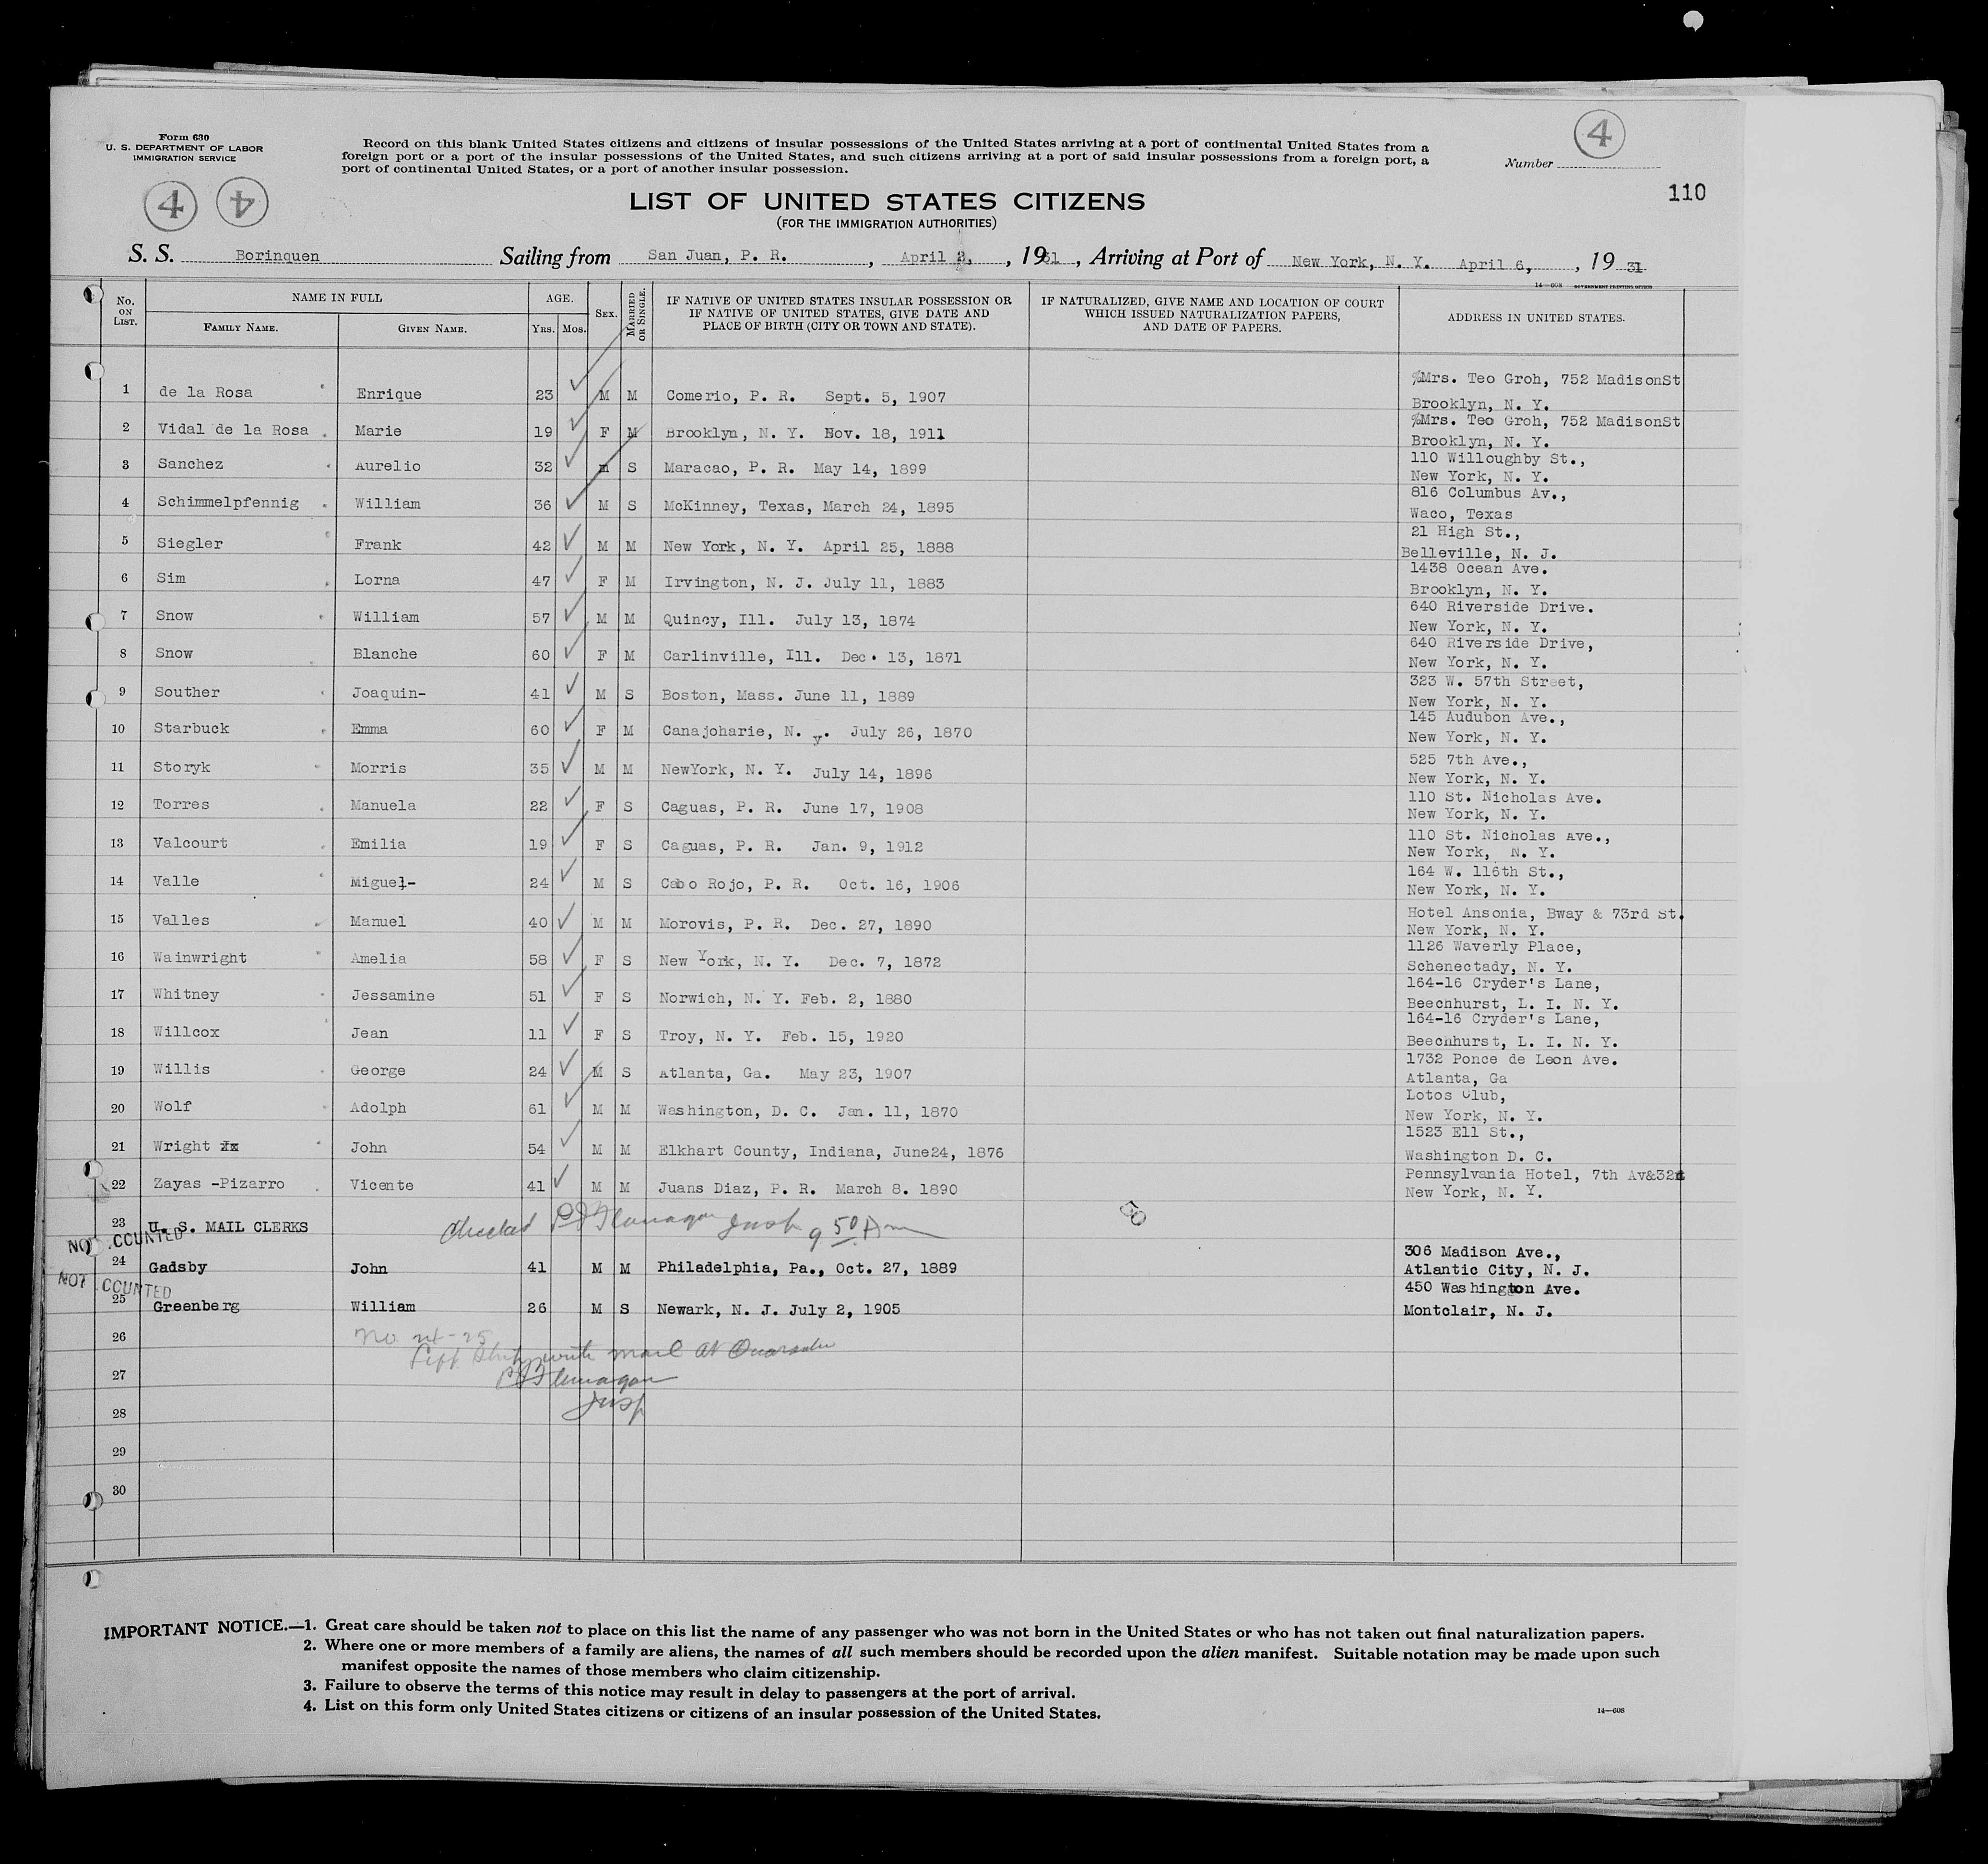 Form 630
U. S. DEPARTMENT OF LABOR
IMMIGRATION SERVICE
Record on this blank United States citizens and citizens of insular possessions of the United States arriving at a port of continental United States from a
foreign port or a port of the insular possessions of the United States, and such citizens arriving at a port of said insular possessions from a foreign port, a
port of continental United States, or a port of another insular possession.
4
Number
110
4 4
LIST OF UNITED STATES CITIZENS
(FOR THE IMMIGRATION AUTHORITIES)
S. S. Borinquen Sailing from San Juan, P. R. , April 2, , 1931 , Arriving at Port of New York, N. Y. April 6, , 19 31
14—608 GOVERNMENT PRINTING OFFICE
No. ON LIST. NAME IN FULL FAMILY NAME. GIVEN NAME. AGE. Yrs. Mos. SEX. MARRIED OR SINGLE. IF NATIVE OF UNITED STATES INSULAR POSSESSION OR IF NATIVE OF UNITED STATES, GIVE DATE AND PLACE OF BIRTH (CITY OR TOWN AND STATE). IF NATURALIZED, GIVE NAME AND LOCATION OF COURT WHICH ISSUED NATURALIZATION PAPERS, AND DATE OF PAPERS. ADDRESS IN UNITED STATES.
1 de la Rosa Enrique 23 M M Comerio, P. R. Sept. 5, 1907 %Mrs. Teo Groh, 752 MadisonSt
Brooklyn, N. Y.
2 Vidal de la Rosa Marie 19 F M Brooklyn, N. Y. Nov. 18, 1911 %Mrs. Teo Groh, 752 MadisonSt
Brooklyn, N. Y.
3 Sanchez Aurelio 32 m S Maracao, P. R. May 14, 1899 110 Willoughby St.,
New York, N. Y.
4 Schimmelpfennig William 36 M S McKinney, Texas, March 24, 1895 816 Columbus Av.,
Waco, Texas
5 Siegler Frank 42 M M New York, N. Y. April 25, 1888 21 High St.,
Belleville, N. J.
6 Sim Lorna 47 F M Irvington, N. J. July 11, 1883 1438 Ocean Ave.
Brooklyn, N. Y.
7 Snow William 57 M M Quincy, Ill. July 13, 1874 640 Riverside Drive.
New York, N. Y.
8 Snow Blanche 60 F M Carlinville, Ill. Dec. 13, 1871 640 Riverside Drive,
New York, N. Y.
9 Souther Joaquin- 41 M S Boston, Mass. June 11, 1889 323 W. 57th Street,
New York, N. Y.
10 Starbuck Emma 60 F M Canajoharie, N. y. July 26, 1870 145 Audubon Ave.,
New York, N. Y.
11 Storyk Morris 35 M M NewYork, N. Y. July 14, 1896 525 7th Ave.,
New York, N. Y.
12 Torres Manuela 22 F S Caguas, P. R. June 17, 1908 110 St. Nicholas Ave.
New York, N. Y.
13 Valcourt Emilia 19 F S Caguas, P. R. Jan. 9, 1912 110 St. Nicholas Ave.,
New York, N. Y.
14 Valle Miguel- 24 M S Cabo Rojo, P. R. Oct. 16, 1906 164 W. 116th St.,
New York, N. Y.
15 Valles Manuel 40 M M Morovis, P. R. Dec. 27, 1890 Hotel Ansonia, Bway & 73rd St.
New York, N. Y.
16 Wainwright Amelia 58 F S New York, N. Y. Dec. 7, 1872 1126 Waverly Place,
Schenectady, N. Y.
17 Whitney Jessamine 51 F S Norwich, N. Y. Feb. 2, 1880 164-16 Cryder's Lane,
Beechhurst, L. I. N. Y.
18 Willcox Jean 11 F S Troy, N. Y. Feb. 15, 1920 164-16 Cryder's Lane,
Beechhurst, L. I. N. Y.
19 Willis George 24 M S Atlanta, Ga. May 23, 1907 1732 Ponce de Leon Ave.
Atlanta, Ga
20 Wolf Adolph 61 M M Washington, D. C. Jan. 11, 1870 Lotos Club,
New York, N. Y.
21 Wright John 54 M M Elkhart County, Indiana, June24, 1876 1523 Ell St.,
Washington D. C.
22 Zayas -Pizarro Vicente 41 M M Juans Diaz, P. R. March 8. 1890 Pennsylvania Hotel, 7th Av&32
New York, N. Y.
23 U. S. MAIL CLERKS Checked P J Flanagan Insp 9 50 Am
NOT COUNTED
24 Gadsby John 41 M M Philadelphia, Pa., Oct. 27, 1889 306 Madison Ave.,
Atlantic City, N. J.
NOT COUNTED
25 Greenberg William 26 M S Newark, N. J. July 2, 1905 450 Washington Ave.
Montclair, N. J.
26 No 24-25
with mail at
27 P J Flanagan
28 Insp
29
30
IMPORTANT NOTICE.—1. Great care should be taken not to place on this list the name of any passenger who was not born in the United States or who has not taken out final naturalization papers.
2. Where one or more members of a family are aliens, the names of all such members should be recorded upon the alien manifest. Suitable notation may be made upon such
manifest opposite the names of those members who claim citizenship.
3. Failure to observe the terms of this notice may result in delay to passengers at the port of arrival.
4. List on this form only United States citizens or citizens of an insular possession of the United States.
14—608